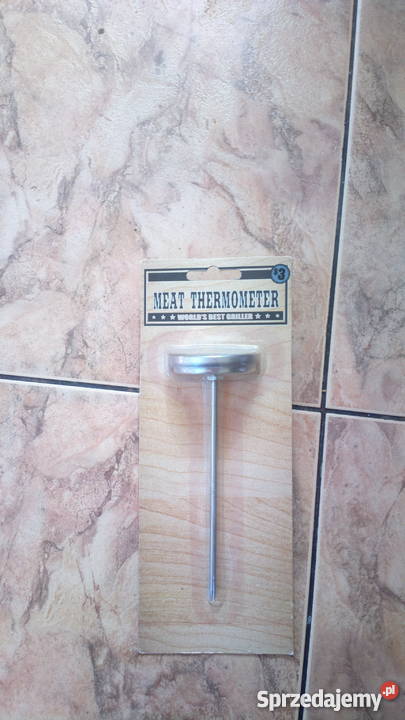 $3
MEAT THERMOMETER
★ ★ ★ WORLD'S BEST GRILLER ★ ★ ★
Sprzedajemy.pl